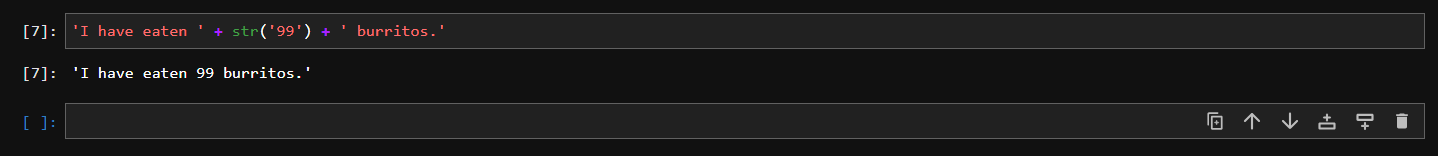 [7]: 'I have eaten ' + str('99') + ' burritos.'
[7]: 'I have eaten 99 burritos.'
[ ]: